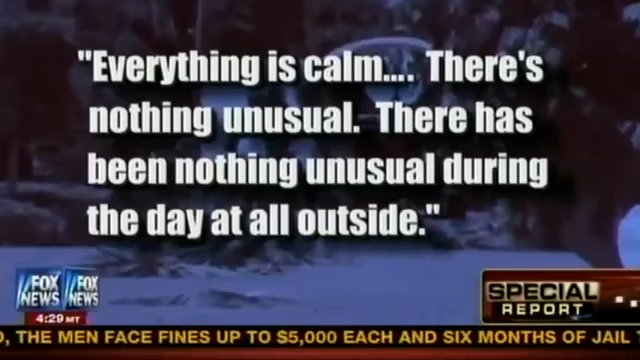 "Everything is calm.... There's
nothing unusual. There has
been nothing unusual during
the day at all outside."
FOX NEWS FOX NEWS
4:29 MT
SPECIAL
REPORT
, THE MEN FACE FINES UP TO $5,000 EACH AND SIX MONTHS OF JAIL